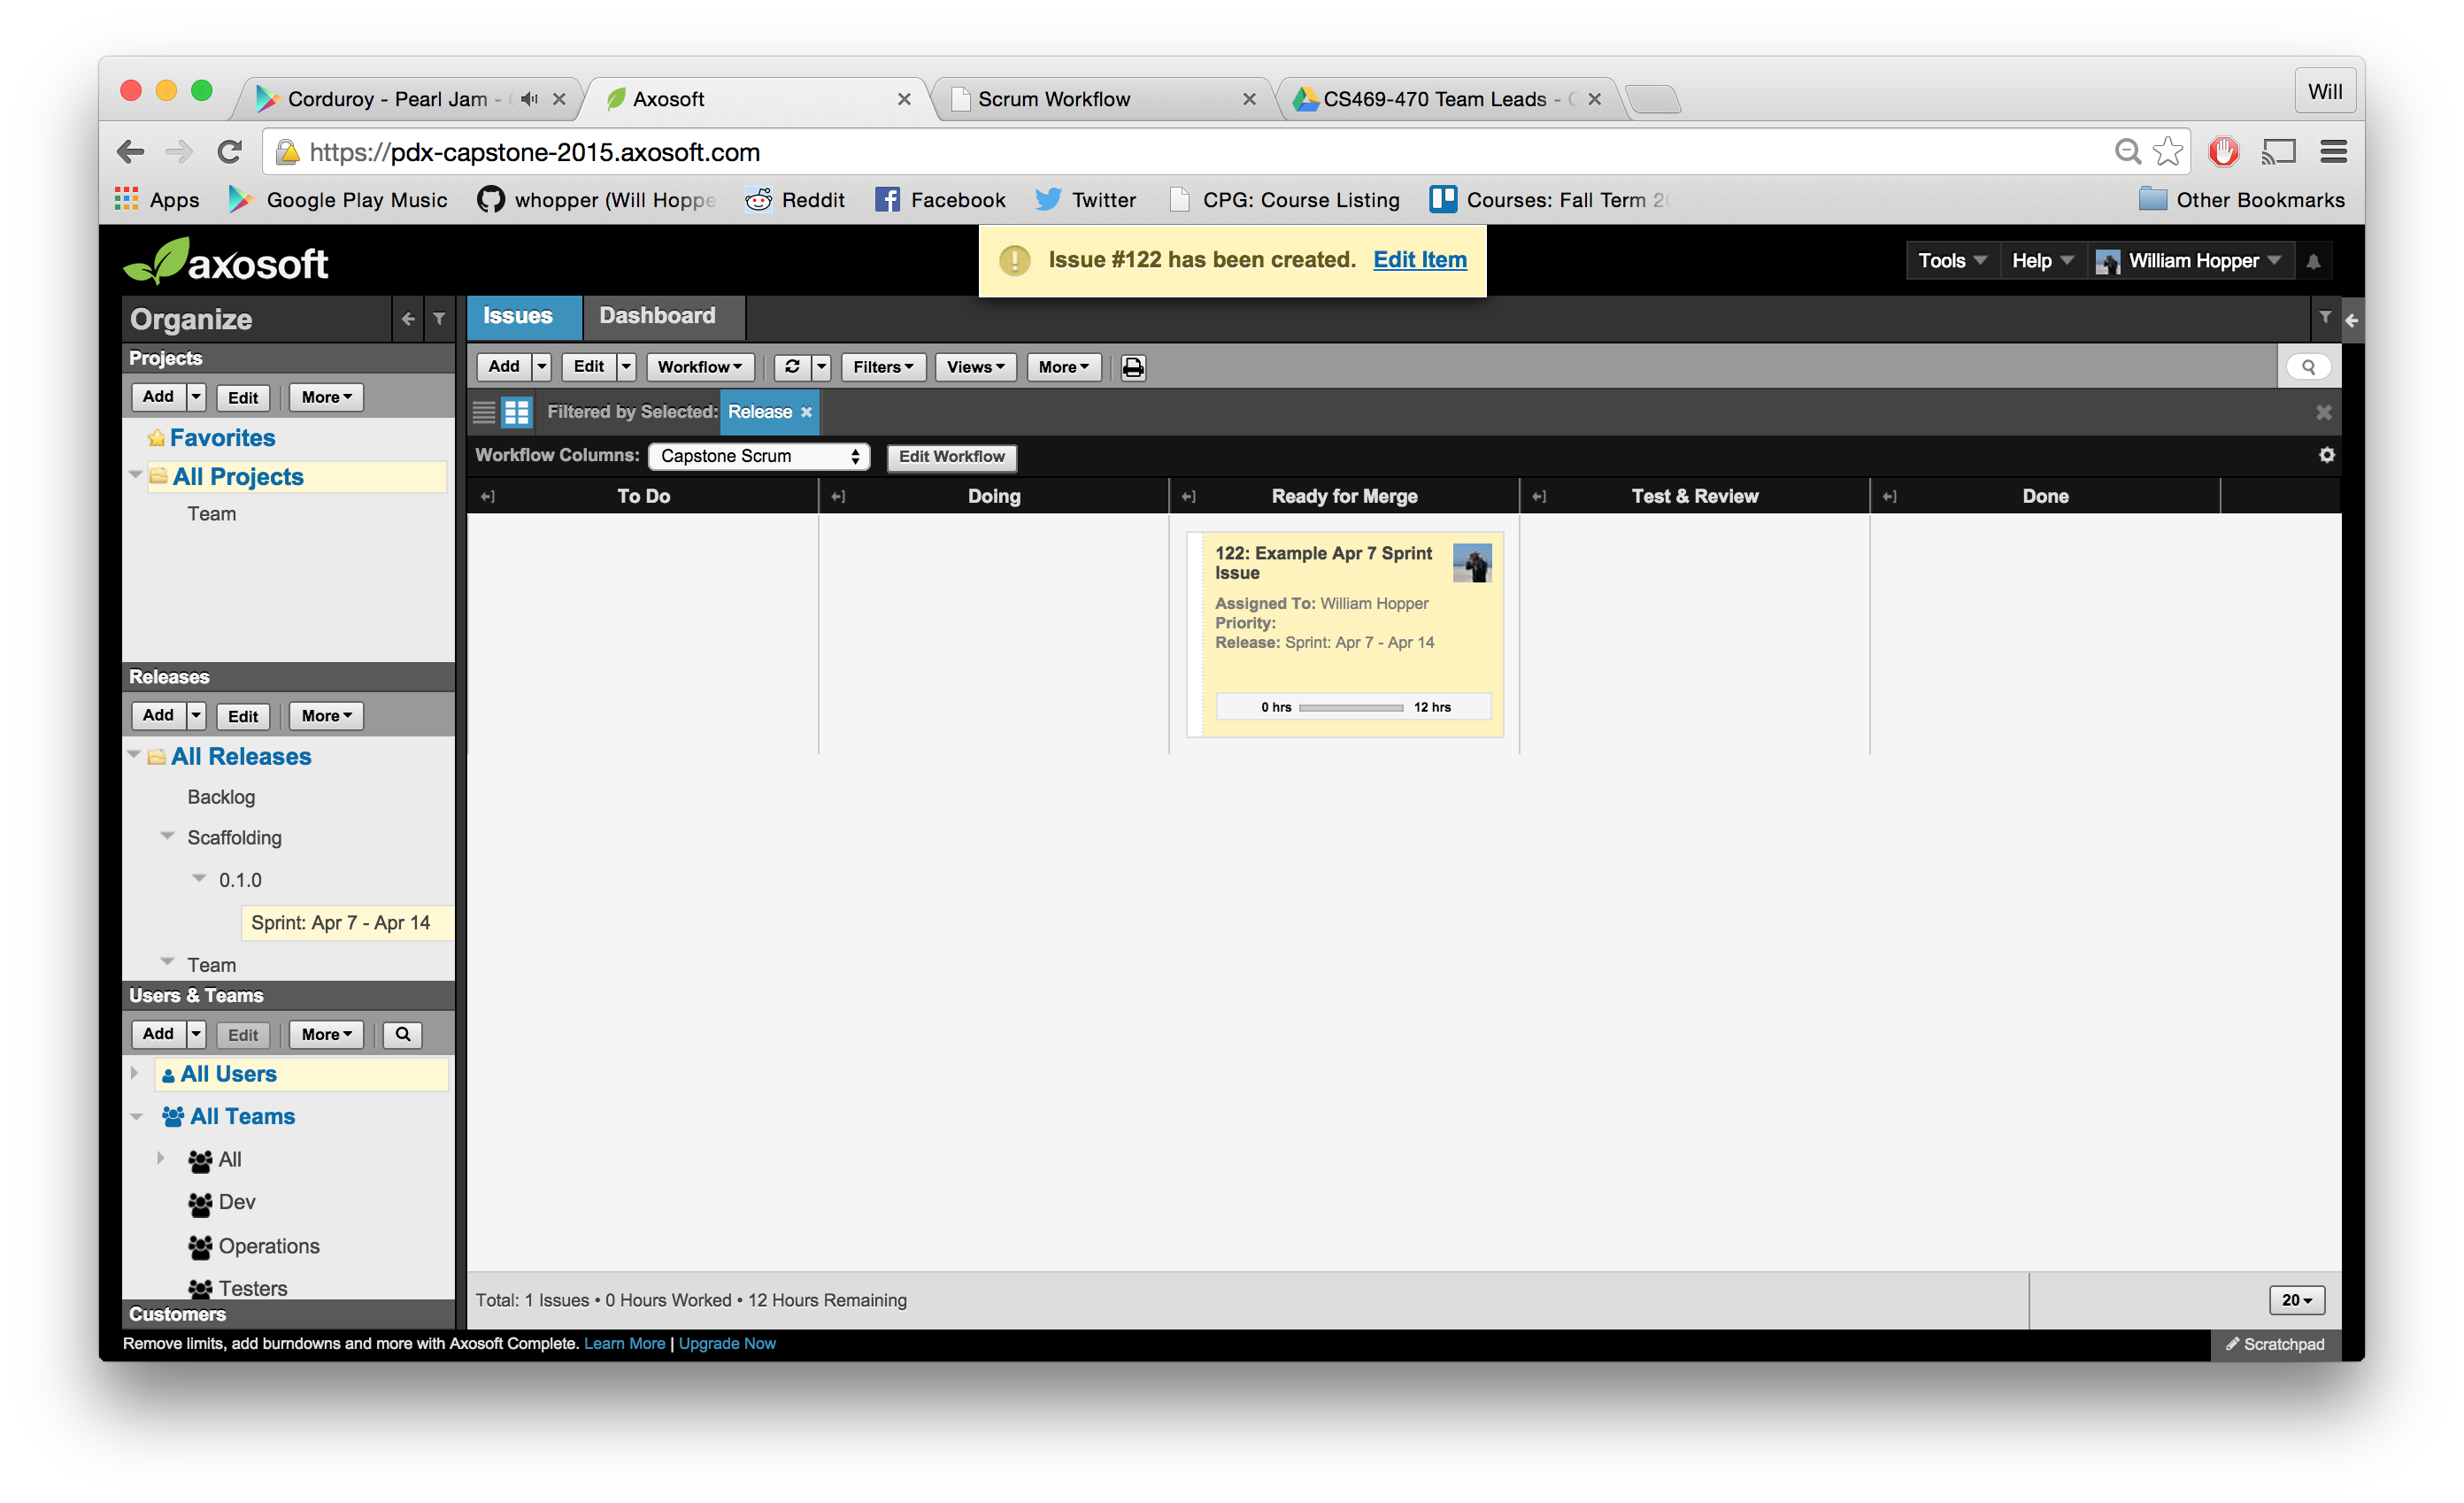 Corduroy - Pearl Jam -
Axosoft
Scrum Workflow
CS469-470 Team Leads -
Will
https://pdx-capstone-2015.axosoft.com
Apps
Google Play Music
whopper (Will Hoppe
Reddit
Facebook
Twitter
CPG: Course Listing
Courses: Fall Term 20
Other Bookmarks
axosoft
Issue #122 has been created. Edit Item
Tools
Help
William Hopper
Organize
Issues
Dashboard
Projects
Add
Edit
More
Add
Edit
Workflow
Filters
Views
More
Filtered by Selected: Release
Workflow Columns: Capstone Scrum
Edit Workflow
Favorites
All Projects
Team
To Do
Doing
Ready for Merge
Test & Review
Done
122: Example Apr 7 Sprint
Issue
Assigned To: William Hopper
Priority:
Release: Sprint: Apr 7 - Apr 14
0 hrs
12 hrs
Releases
Add
Edit
More
All Releases
Backlog
Scaffolding
0.1.0
Sprint: Apr 7 - Apr 14
Team
Users & Teams
Add
Edit
More
All Users
All Teams
All
Dev
Operations
Testers
Customers
Total: 1 Issues • 0 Hours Worked • 12 Hours Remaining
20
Remove limits, add burndowns and more with Axosoft Complete. Learn More | Upgrade Now
Scratchpad